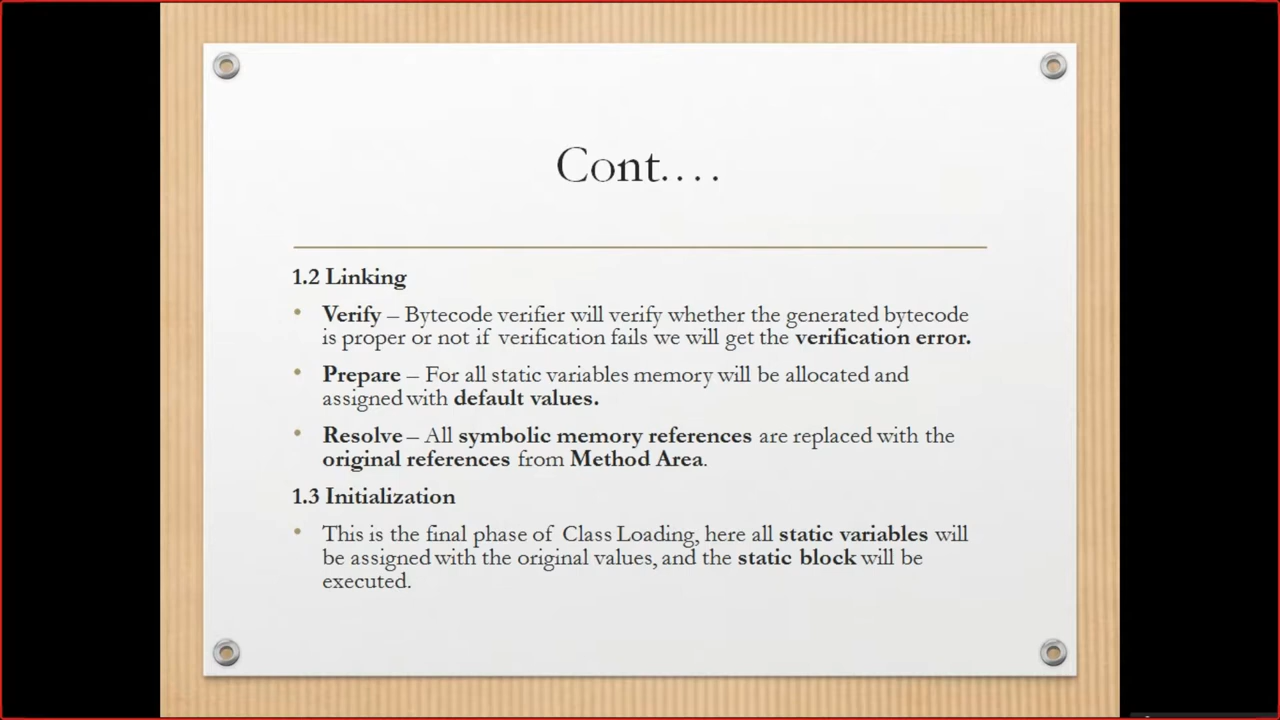 Cont.…
1.2 Linking
• Verify – Bytecode verifier will verify whether the generated bytecode
is proper or not if verification fails we will get the verification error.
• Prepare – For all static variables memory will be allocated and
assigned with default values.
• Resolve – All symbolic memory references are replaced with the
original references from Method Area.
1.3 Initialization
• This is the final phase of Class Loading, here all static variables will
be assigned with the original values, and the static block will be
executed.